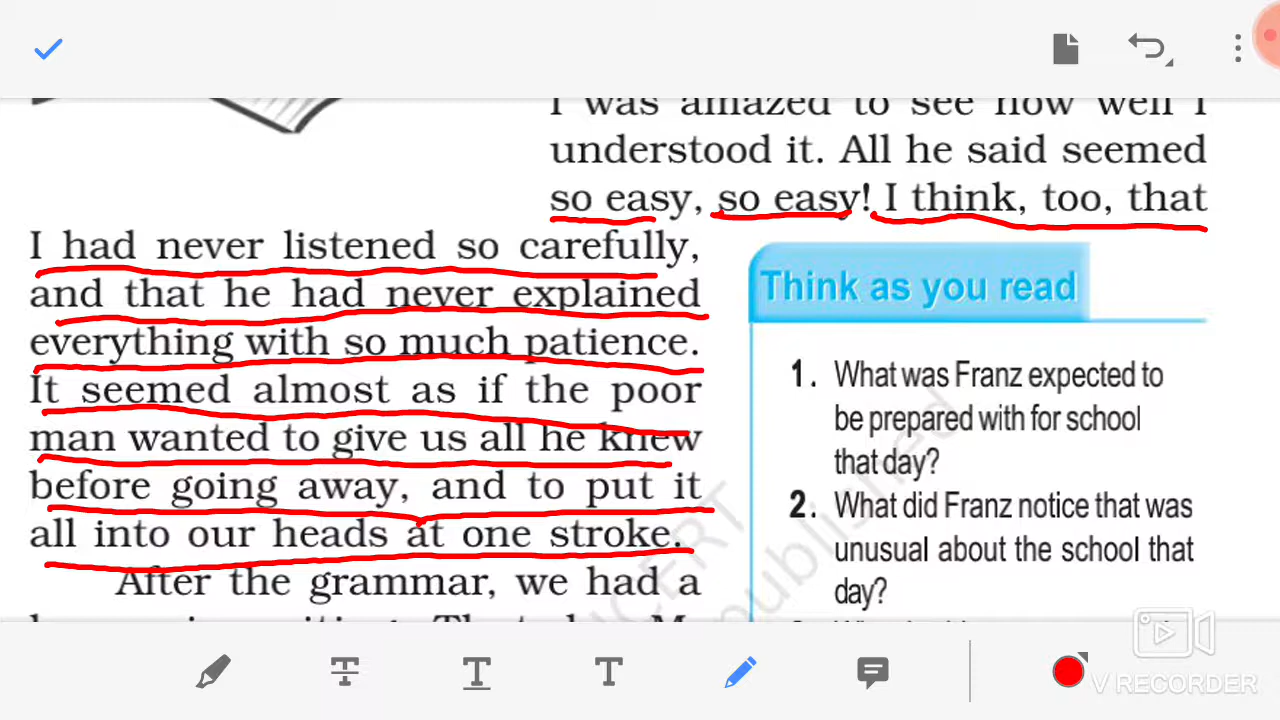 I was amazed to see how well I
understood it. All he said seemed
so easy, so easy! I think, too, that
I had never listened so carefully,
and that he had never explained
everything with so much patience.
It seemed almost as if the poor
man wanted to give us all he knew
before going away, and to put it
all into our heads at one stroke.
After the grammar, we had a
Think as you read
1. What was Franz expected to
be prepared with for school
that day?
2. What did Franz notice that was
unusual about the school that
day?
NCERT
published
T
T
T
V RECORDER